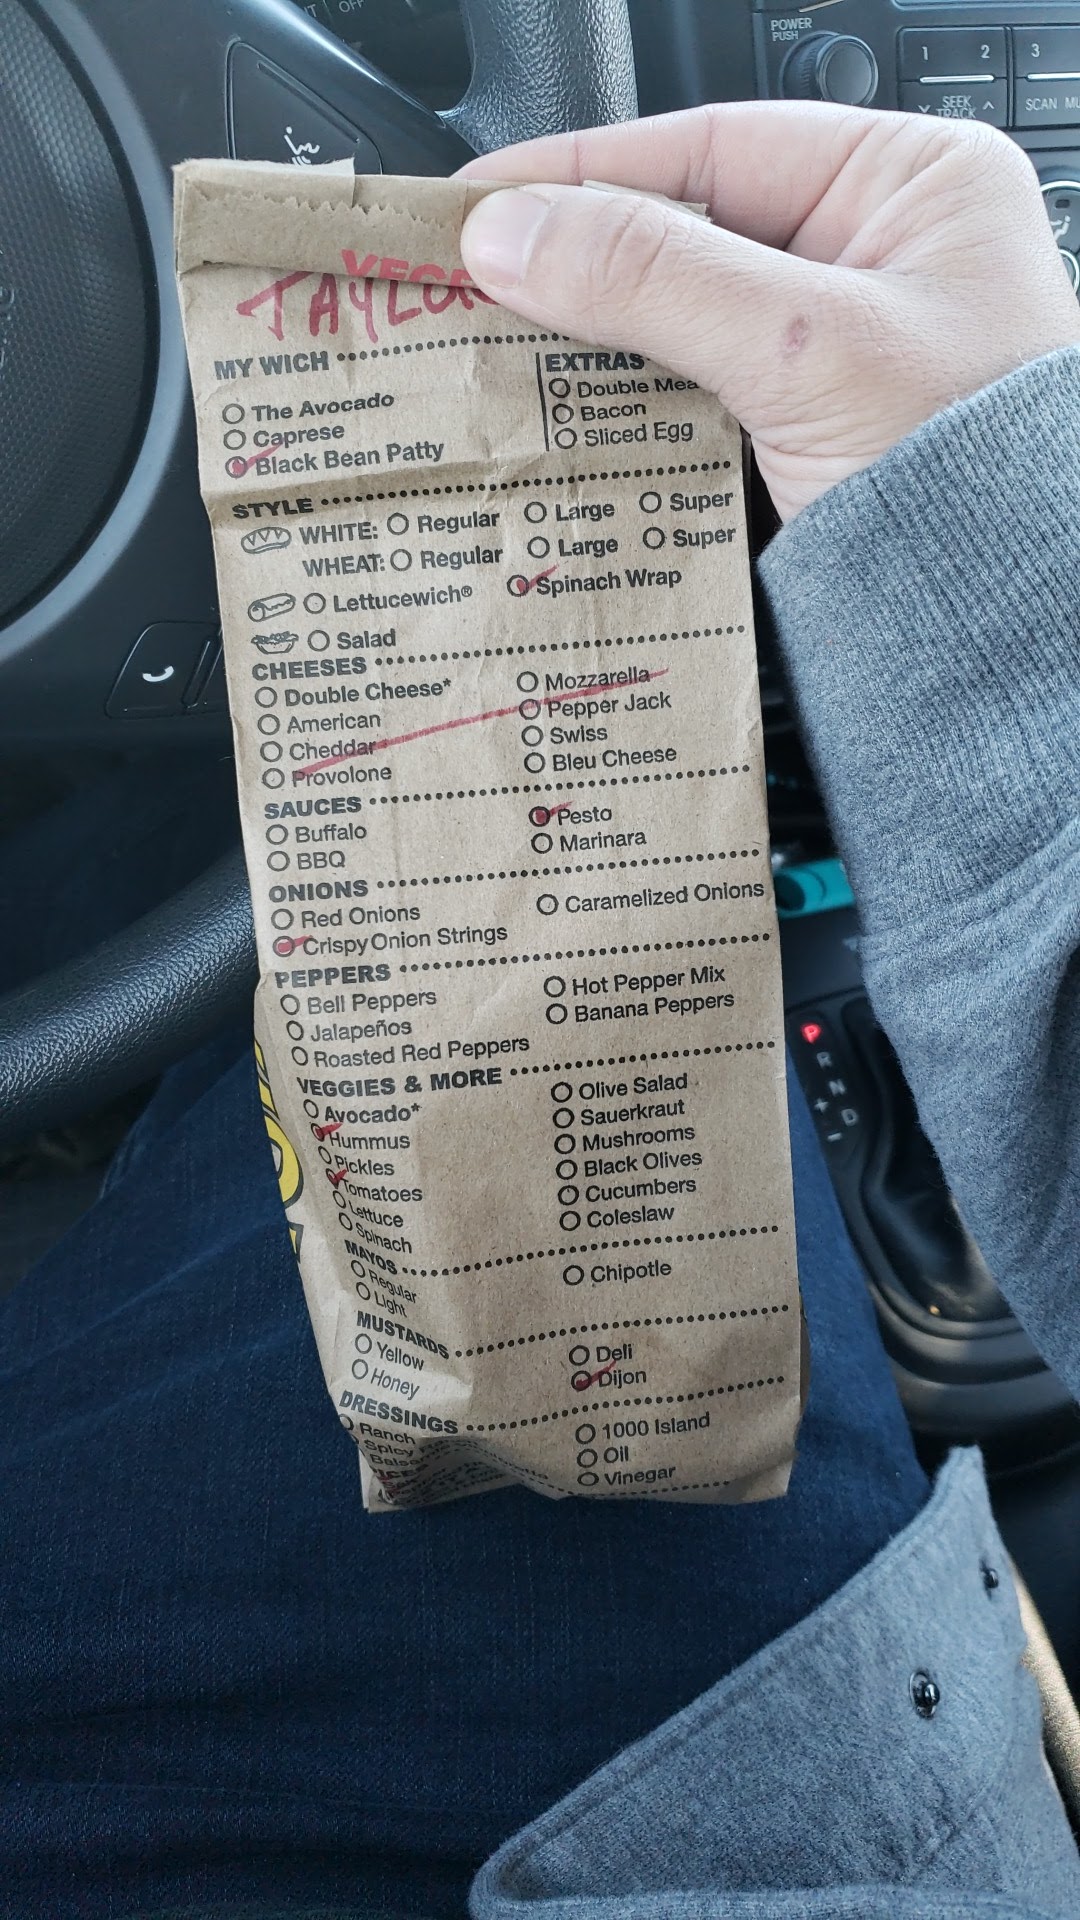 OFF
POWER
PUSH
1 2 3
SEEK
TRACK
SCAN
TAYLOR
MY WICH
The Avocado
Caprese
Black Bean Patty
EXTRAS
Double Mea
Bacon
Sliced Egg
STYLE
WHITE: Regular Large Super
WHEAT: Regular Large Super
Lettucewich® Spinach Wrap
Salad
CHEESES
Double Cheese*
American
Cheddar
Provolone
Mozzarella
Pepper Jack
Swiss
Bleu Cheese
SAUCES
Buffalo
BBQ
Pesto
Marinara
ONIONS
Red Onions
Crispy Onion Strings
Caramelized Onions
PEPPERS
Bell Peppers
Jalapeños
Roasted Red Peppers
Hot Pepper Mix
Banana Peppers
VEGGIES & MORE
Avocado*
Hummus
Pickles
Tomatoes
Lettuce
Spinach
Olive Salad
Sauerkraut
Mushrooms
Black Olives
Cucumbers
Coleslaw
MAYOS
Regular
Light
Chipotle
MUSTARDS
Yellow
Honey
Deli
Dijon
DRESSINGS
Ranch
Spicy
1000 Island
Oil
Vinegar
P
R
N
D
+
-